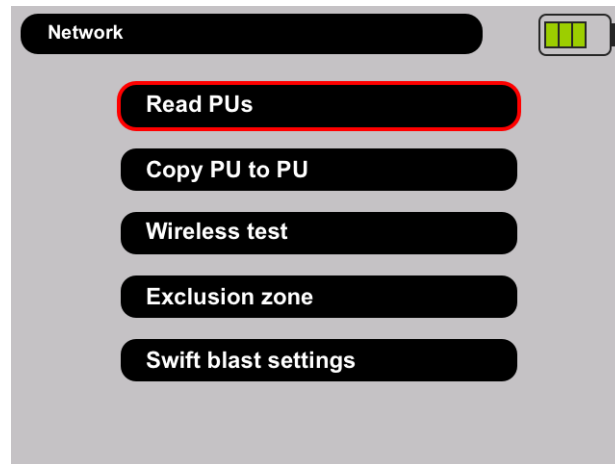 Network
Read PUs
Copy PU to PU
Wireless test
Exclusion zone
Swift blast settings